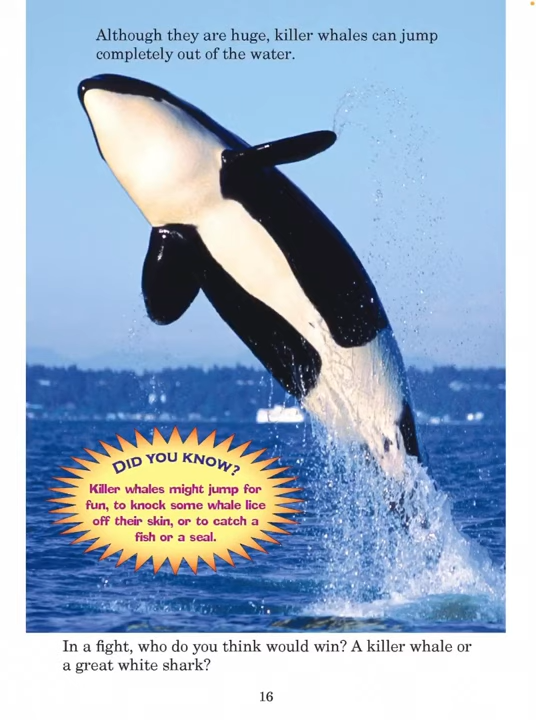 Although they are huge, killer whales can jump
completely out of the water.
DID YOU KNOW?
Killer whales might jump for
fun, to knock some whale lice
off their skin, or to catch a
fish or a seal.
In a fight, who do you think would win? A killer whale or
a great white shark?
16